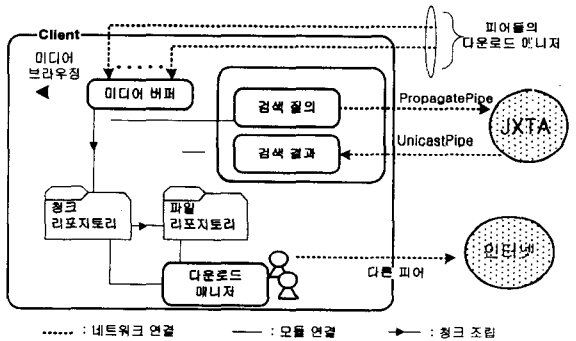 Client
피어들의
다운로드 매니저
미디어
브라우징
미디어 버퍼
검색 질의
PropagatePipe
JXTA
검색 결과
UnicastPipe
청크
리포지토리
파일
리포지토리
인터넷
다운로드
매니저
다른 피어
: 네트워크 연결
: 모듈 연결
: 청크 조립